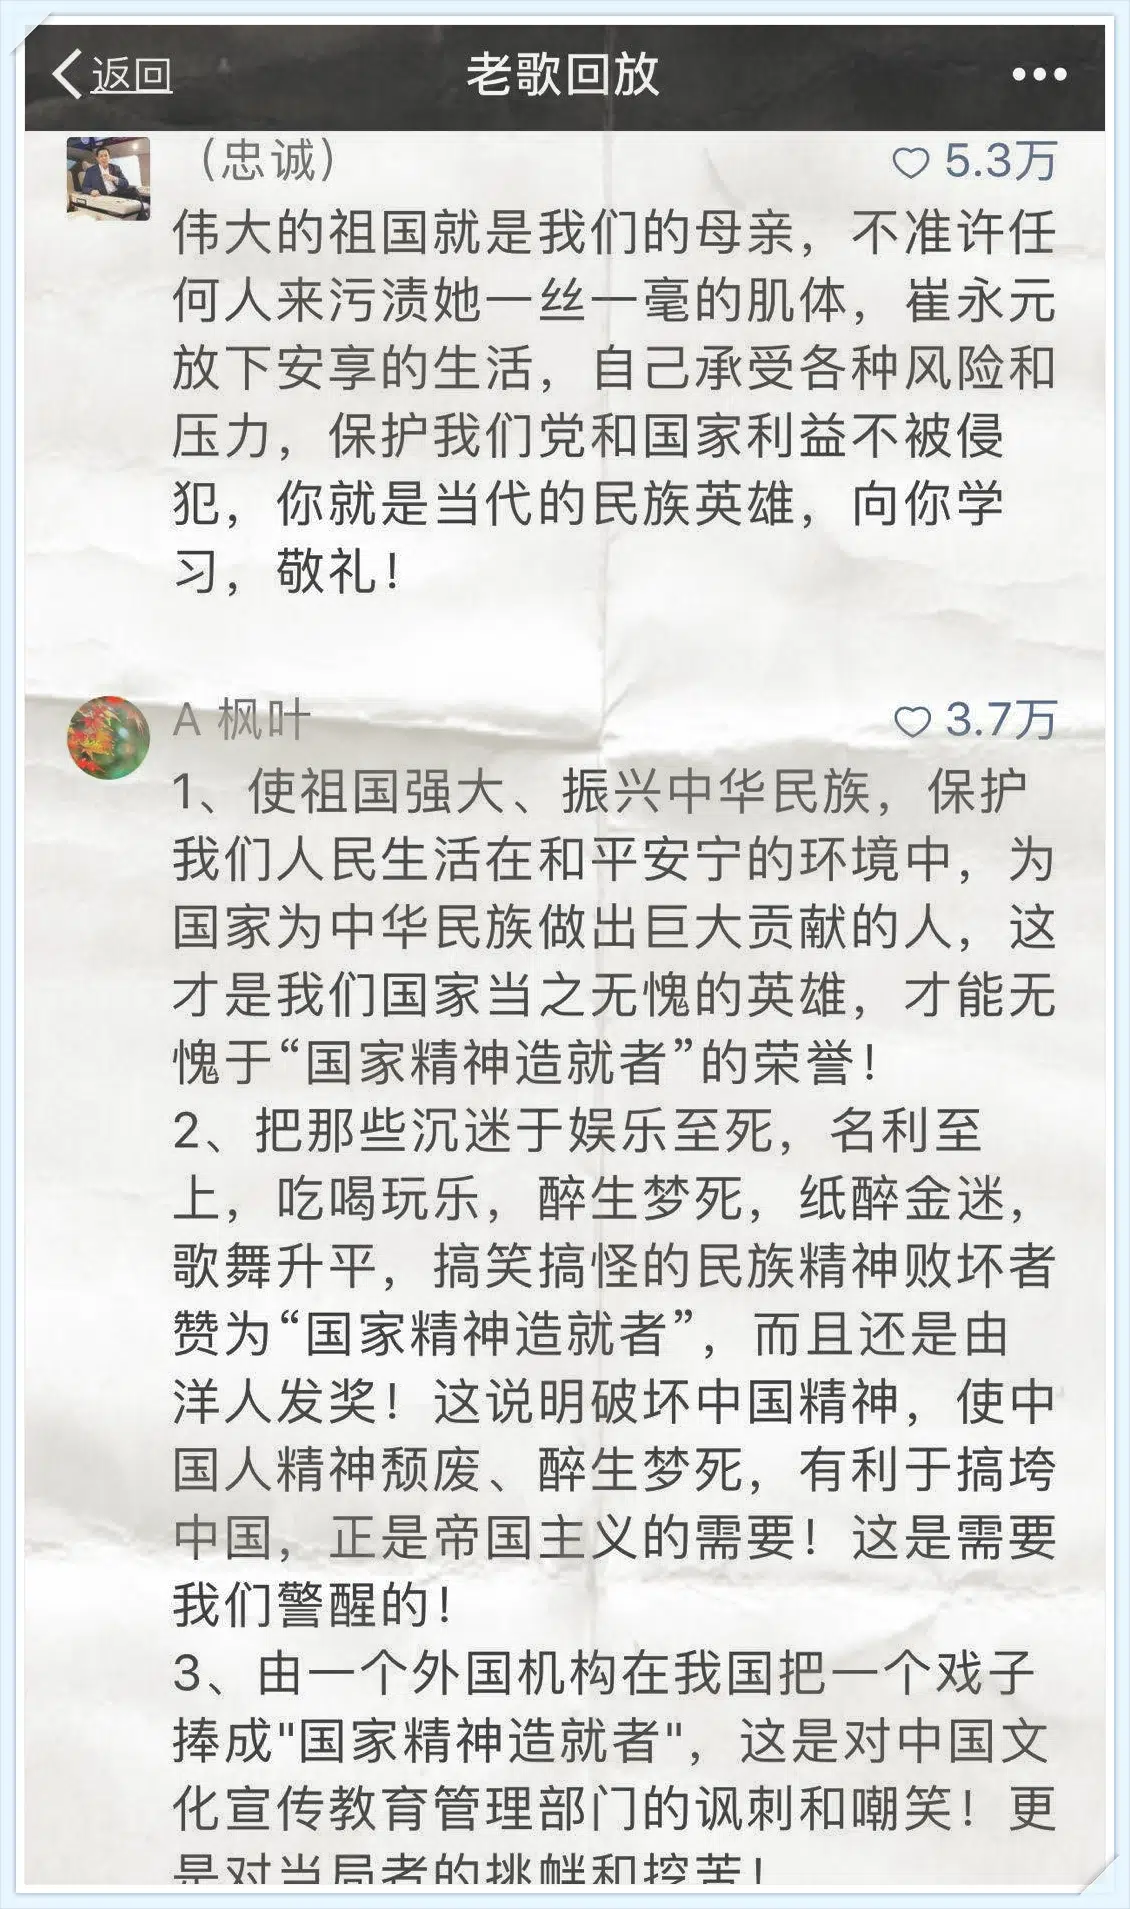 返回
老歌回放
（忠诚）
5.3万
伟大的祖国就是我们的母亲，不准许任
何人来污渍她一丝一毫的肌体，崔永元
放下安享的生活，自己承受各种风险和
压力，保护我们党和国家利益不被侵
犯，你就是当代的民族英雄，向你学
习，敬礼！
A 枫叶
3.7万
1、使祖国强大、振兴中华民族，保护
我们人民生活在和平安宁的环境中，为
国家为中华民族做出巨大贡献的人，这
才是我们国家当之无愧的英雄，才能无
愧于“国家精神造就者”的荣誉！
2、把那些沉迷于娱乐至死，名利至
上，吃喝玩乐，醉生梦死，纸醉金迷，
歌舞升平，搞笑搞怪的民族精神败坏者
赞为“国家精神造就者”，而且还是由
洋人发奖！这说明破坏中国精神，使中
国人精神颓废、醉生梦死，有利于搞垮
中国，正是帝国主义的需要！这是需要
我们警醒的！
3、由一个外国机构在我国把一个戏子
捧成"国家精神造就者"，这是对中国文
化宣传教育管理部门的讽刺和嘲笑！更
是对当局者的挑衅和挖苦！